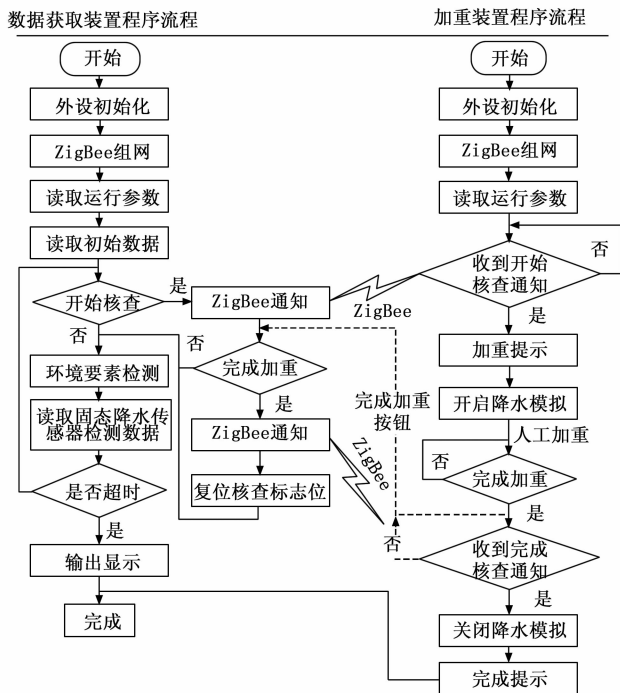 数据获取装置程序流程
加重装置程序流程
开始
外设初始化
ZigBee组网
读取运行参数
读取初始数据
开始核查
是
否
环境要素检测
读取固态降水传
感器检测数据
是否超时
是
输出显示
完成
ZigBee通知
ZigBee
否
完成加重
是
ZigBee通知
ZigBee
复位核查标志位
完成加重
按钮
否
开始
外设初始化
ZigBee组网
读取运行参数
否
收到开始
核查通知
是
加重提示
开启降水模拟
人工加重
否
完成加重
是
收到完成
核查通知
是
关闭降水模拟
完成提示